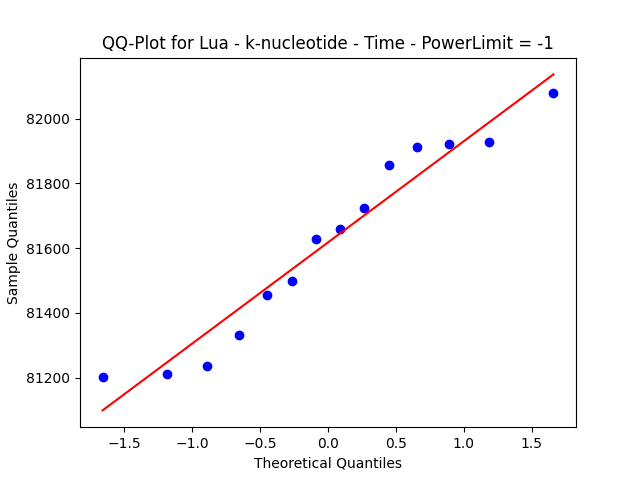 QQ-Plot for Lua - k-nucleotide - Time - PowerLimit = -1
82000
81800
81600
81400
81200
Sample Quantiles
−1.5 −1.0 −0.5 0.0 0.5 1.0 1.5
Theoretical Quantiles